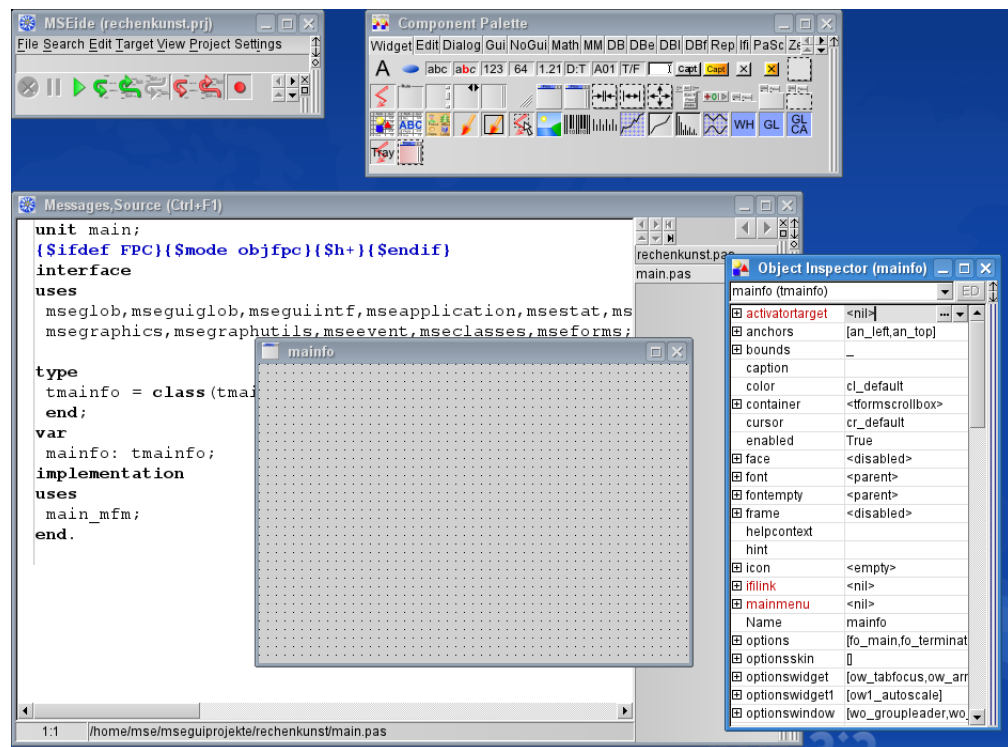 MSEide (rechenkunst.prj)
File Search Edit Target View Project Settings
Component Palette
Widget Edit Dialog Gui NoGui Math MM DB DBe DBI DBf Rep Ifi PaSc
A abc abc 123 64 1.21 D:T A01 T/F I Capt Capt X X
+0I
ABC WH GL GL CA
Tray
Messages,Source (Ctrl+F1)
unit main;
{$ifdef FPC}{$mode objfpc}{$h+}{$endif}
interface
uses
mseglob,mseguiglob,mseguiintf,mseapplication,msestat,ms
msegraphics,msegraphutils,mseevent,mseclasses,mseforms;
type
tmainfo = class(tmai
end;
var
mainfo: tmainfo;
implementation
uses
main_mfm;
end.
rechenkunst.pas
main.pas
1:1 /home/mse/mseguiprojekte/rechenkunst/main.pas
mainfo
Object Inspector (mainfo)
mainfo (tmainfo) ED
activatortarget <nil> ...
anchors [an_left,an_top]
bounds _
caption
color cl_default
container <tformscrollbox>
cursor cr_default
enabled True
face <disabled>
font <parent>
fontempty <parent>
frame <disabled>
helpcontext
hint
icon <empty>
ifilink <nil>
mainmenu <nil>
Name mainfo
options [fo_main,fo_terminat
optionsskin []
optionswidget [ow_tabfocus,ow_arr
optionswidget1 [ow1_autoscale]
optionswindow [wo_groupleader,wo_